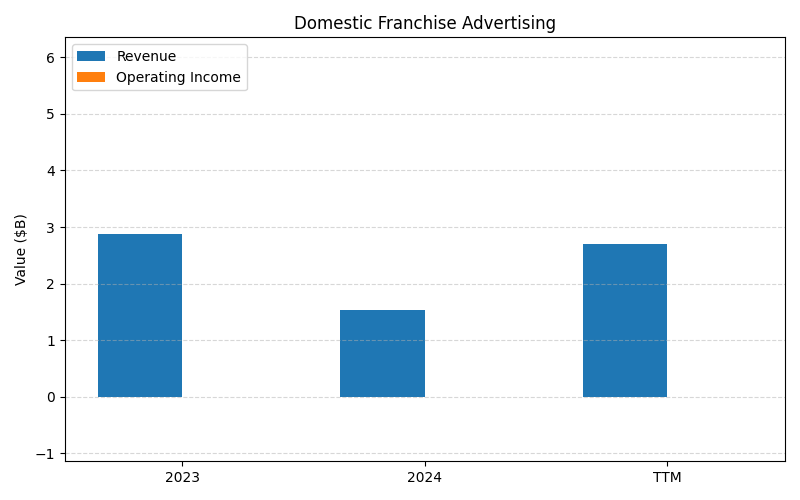 Domestic Franchise Advertising
Revenue
Operating Income
Value ($B)
6
5
4
3
2
1
0
−1
2023
2024
TTM